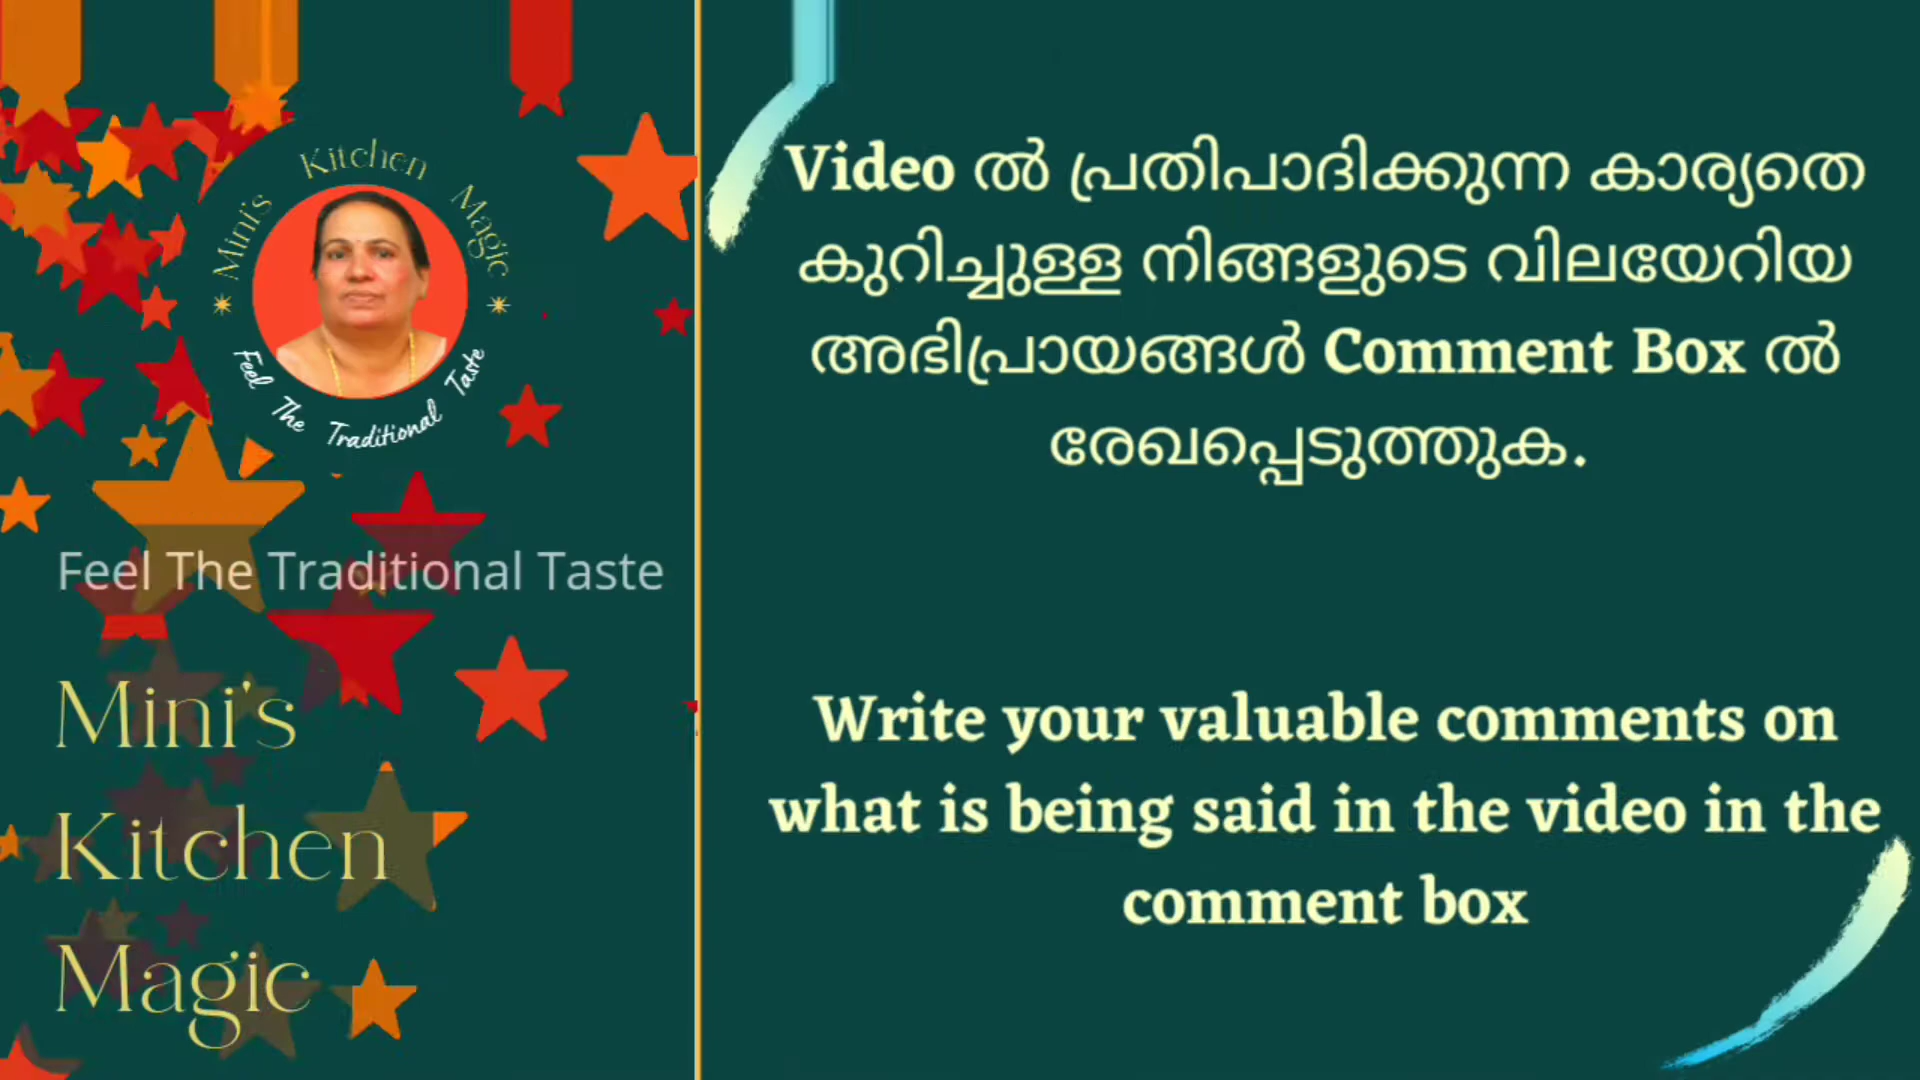 Mini's Kitchen Magic
Feel The Traditional Taste
Feel The Traditional Taste
Mini's
Kitchen
Magic
Video ൽ പ്രതിപാദിക്കുന്ന കാര്യതെ
കുറിച്ചുള്ള നിങ്ങളുടെ വിലയേറിയ
അഭിപ്രായങ്ങൾ Comment Box ൽ
രേഖപ്പെടുത്തുക.
Write your valuable comments on
what is being said in the video in the
comment box